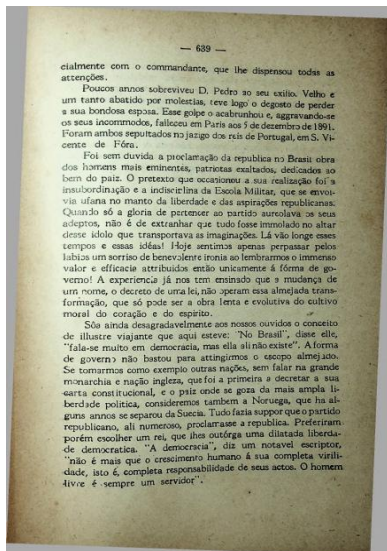 — 639 —
cialmente com o commandante, que lhe dispensou todas as
attenções.
Poucos annos sobreviveu D. Pedro ao seu exilio. Velho e
um tanto abatido por molestias, teve logo o degosto de perder
a sua bondosa esposa. Esse golpe o acabrunhou e, aggravando-se
os seus incommodos, falleceu em Paris aos 5 de dezembro de 1891.
Foram ambos sepultados no jazigo dos reis de Portugal, em S. Vi-
cente de Fóra.
Foi sem duvida a proclamação da republica no Brasil obra
dos homens mais eminentes, patriotas exaltados, dedicados ao
bem do paiz. O pretexto que occasionou a sua realização foi a
insubordinação e a indisciplina da Escola Militar, que se envol-
via ufana no manto da liberdade e das aspirações republicanas.
Quando só a gloria de pertencer ao partido aureolava os seus
adeptos, não é de extranhar que tudo fosse immolado no altar
desse idolo que transportava as imaginações. Lá vão longe esses
tempos e essas idéas! Hoje sentimos apenas perpassar pelos
labios um sorriso de benevolente ironia ao lembrarmos o immenso
valor e efficacia attribuidos então unicamente á fórma de go-
verno! A experiencia já nos tem ensinado que a mudança de
um nome, o decreto de uma lei, não operam essa almejada trans-
formação, que só póde ser a obra lenta e evolutiva do cultivo
moral do coração e do espirito.
Sôa ainda desagradavelmente aos nossos ouvidos o conceito
de illustre viajante que aqui esteve: "No Brasil", disse elle,
"fala-se muito em democracia, mas ella ali não existe". A fórma
de governo não bastou para attingirmos o escopo almejado.
Se tomarmos como exemplo outras nações, sem falar na grande
monarchia e nação ingleza, que foi a primeira a decretar a sua
carta constitucional, e o paiz onde se goza da mais ampla li-
berdade politica, consideremos tambem a Noruega, que ha al-
guns annos se separou da Suecia. Tudo fazia suppor que o partido
republicano, ali numeroso, proclamasse a republica. Preferiram
porém escolher um rei, que lhes outórga uma dilatada liberda-
de democratica. "A democracia", diz um notavel escriptor,
"não é mais que o crescimento humano á sua completa virili-
dade, isto é, completa responsabilidade de seus actos. O homem
livre é sempre um servidor".